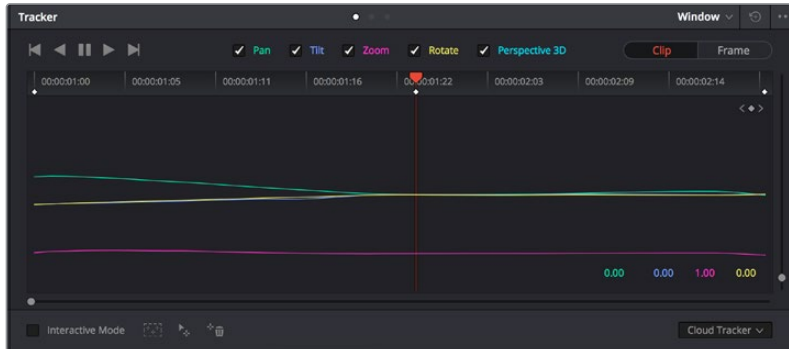 Tracker Window
Pan Tilt Zoom Rotate Perspective 3D Clip Frame
00:00:01:00 00:00:01:05 00:00:01:11 00:00:01:16 00:00:01:22 00:00:02:03 00:00:02:09 00:00:02:14
0.00 0.00 1.00 0.00
Interactive Mode Cloud Tracker